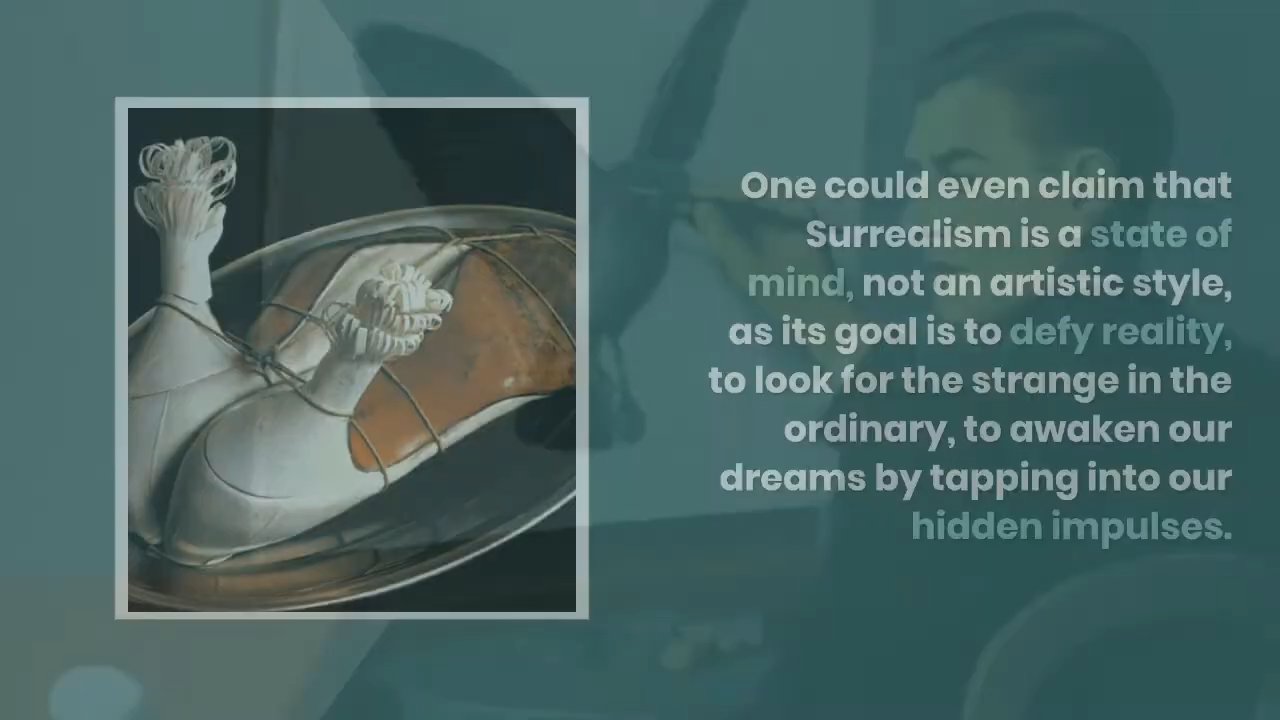 One could even claim that
Surrealism is a state of
mind, not an artistic style,
as its goal is to defy reality,
to look for the strange in the
ordinary, to awaken our
dreams by tapping into our
hidden impulses.